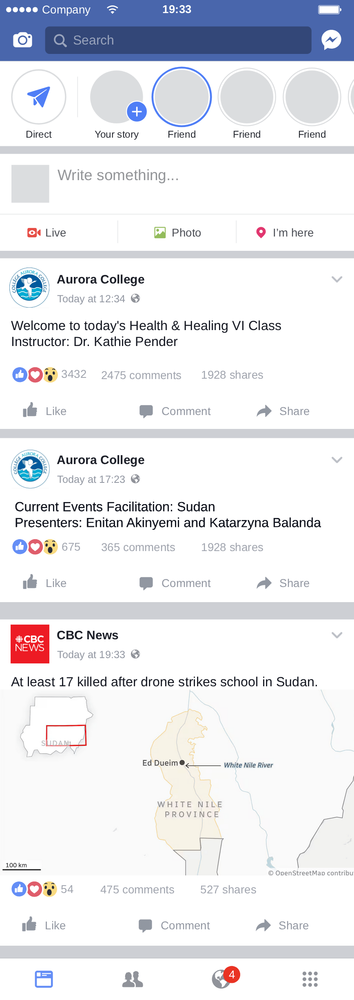 Company
19:33
Search
Direct
Your story
Friend
Friend
Friend
Write something...
Live
Photo
I’m here
COLLÈGE AURORA COLLEGE
Aurora College
Today at 12:34
Welcome to today's Health & Healing VI Class
Instructor: Dr. Kathie Pender
3432
2475 comments
1928 shares
Like
Comment
Share
COLLÈGE AURORA COLLEGE
Aurora College
Today at 17:23
Current Events Facilitation: Sudan
Presenters: Enitan Akinyemi and Katarzyna Balanda
675
365 comments
1928 shares
Like
Comment
Share
CBC
NEWS
CBC News
Today at 19:33
At least 17 killed after drone strikes school in Sudan.
SUDAN
Ed Dueim
White Nile River
WHITE NILE
PROVINCE
100 km
© OpenStreetMap contribu
54
475 comments
527 shares
Like
Comment
Share
4